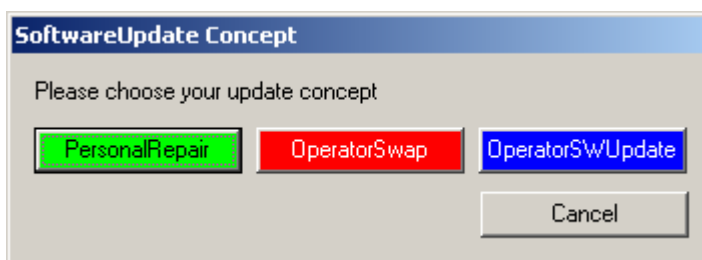 SoftwareUpdate Concept
Please choose your update concept
PersonalRepair OperatorSwap OperatorSWUpdate
Cancel